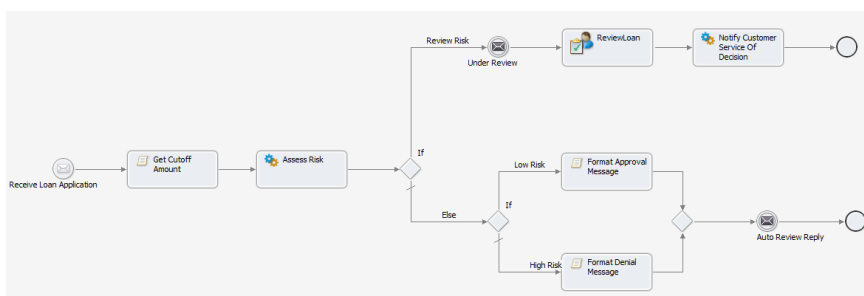 Review Risk
Under Review
ReviewLoan
Notify Customer
Service Of
Decision
Receive Loan Application
Get Cutoff
Amount
Assess Risk
If
Else
If
Low Risk
Format Approval
Message
High Risk
Format Denial
Message
Auto Review Reply